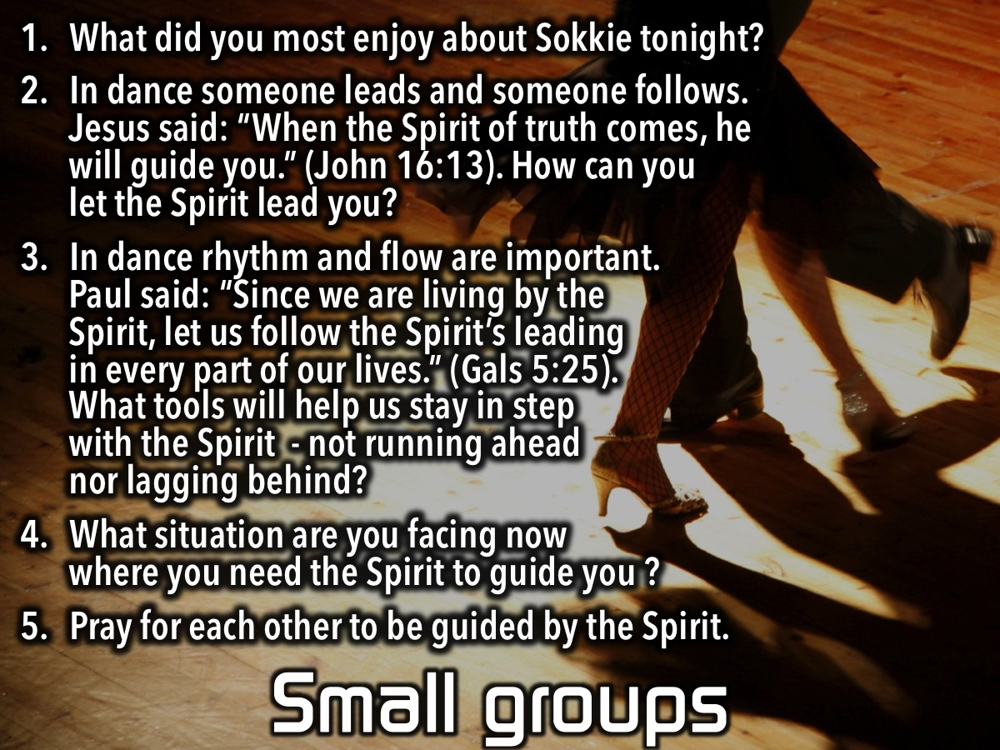 1. What did you most enjoy about Sokkie tonight?
2. In dance someone leads and someone follows.
Jesus said: “When the Spirit of truth comes, he
will guide you.” (John 16:13). How can you
let the Spirit lead you?
3. In dance rhythm and flow are important.
Paul said: “Since we are living by the
Spirit, let us follow the Spirit’s leading
in every part of our lives.” (Gals 5:25).
What tools will help us stay in step
with the Spirit  - not running ahead
nor lagging behind?
4. What situation are you facing now
where you need the Spirit to guide you ?
5. Pray for each other to be guided by the Spirit.
Small groups